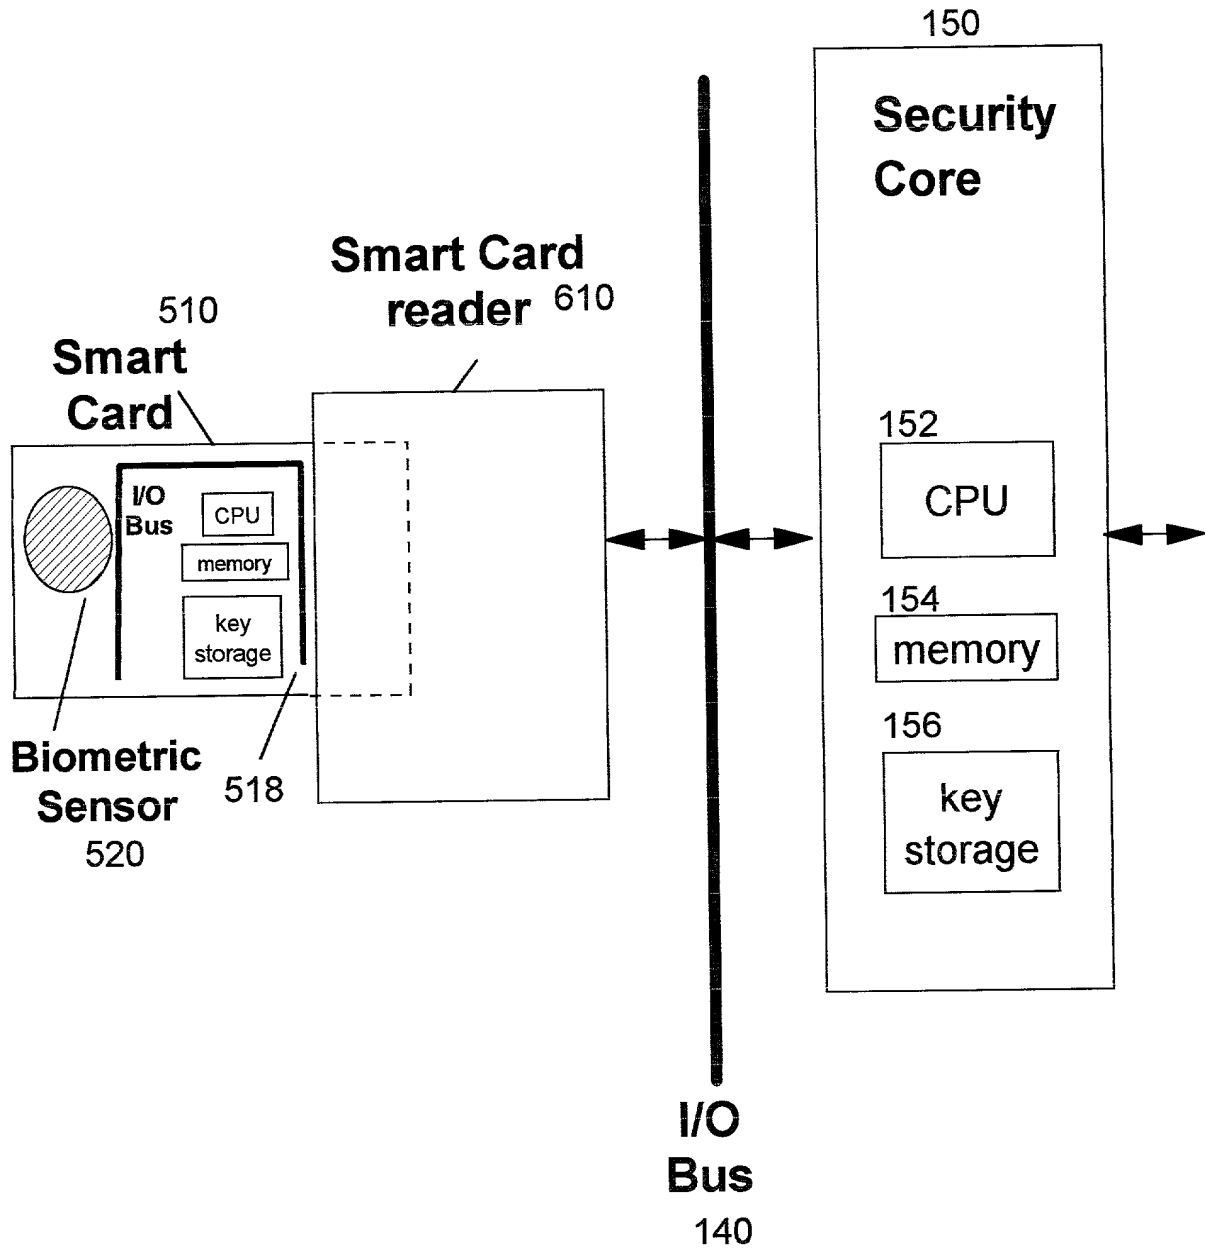 150
Security
Core
Smart Card
reader 610
510
Smart
Card
152
CPU
I/O
Bus
CPU
memory
key
storage
154
memory
156
key
storage
Biometric
Sensor
520
518
I/O
Bus
140